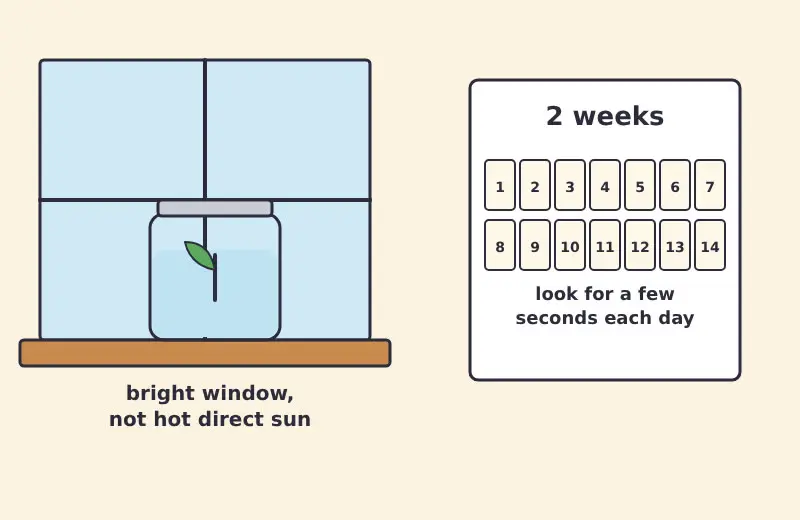 2 weeks
1 2 3 4 5 6 7
8 9 10 11 12 13 14
look for a few
seconds each day
bright window,
not hot direct sun